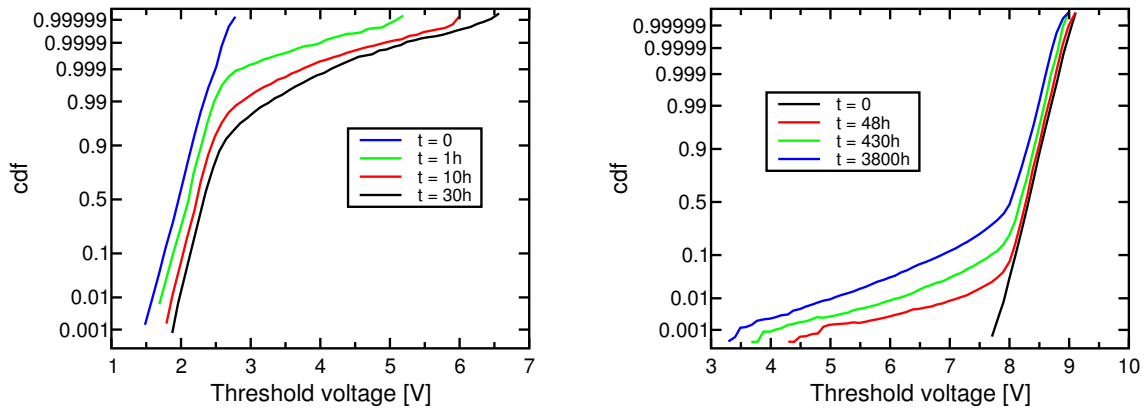 0.99999
0.9999
0.999
0.99
0.9
0.5
0.1
0.01
0.001
cdf
t = 0
t = 1h
t = 10h
t = 30h
1 2 3 4 5 6 7
Threshold voltage [V]
0.99999
0.9999
0.999
0.99
0.9
0.5
0.1
0.01
0.001
cdf
t = 0
t = 48h
t = 430h
t = 3800h
3 4 5 6 7 8 9 10
Threshold voltage [V]